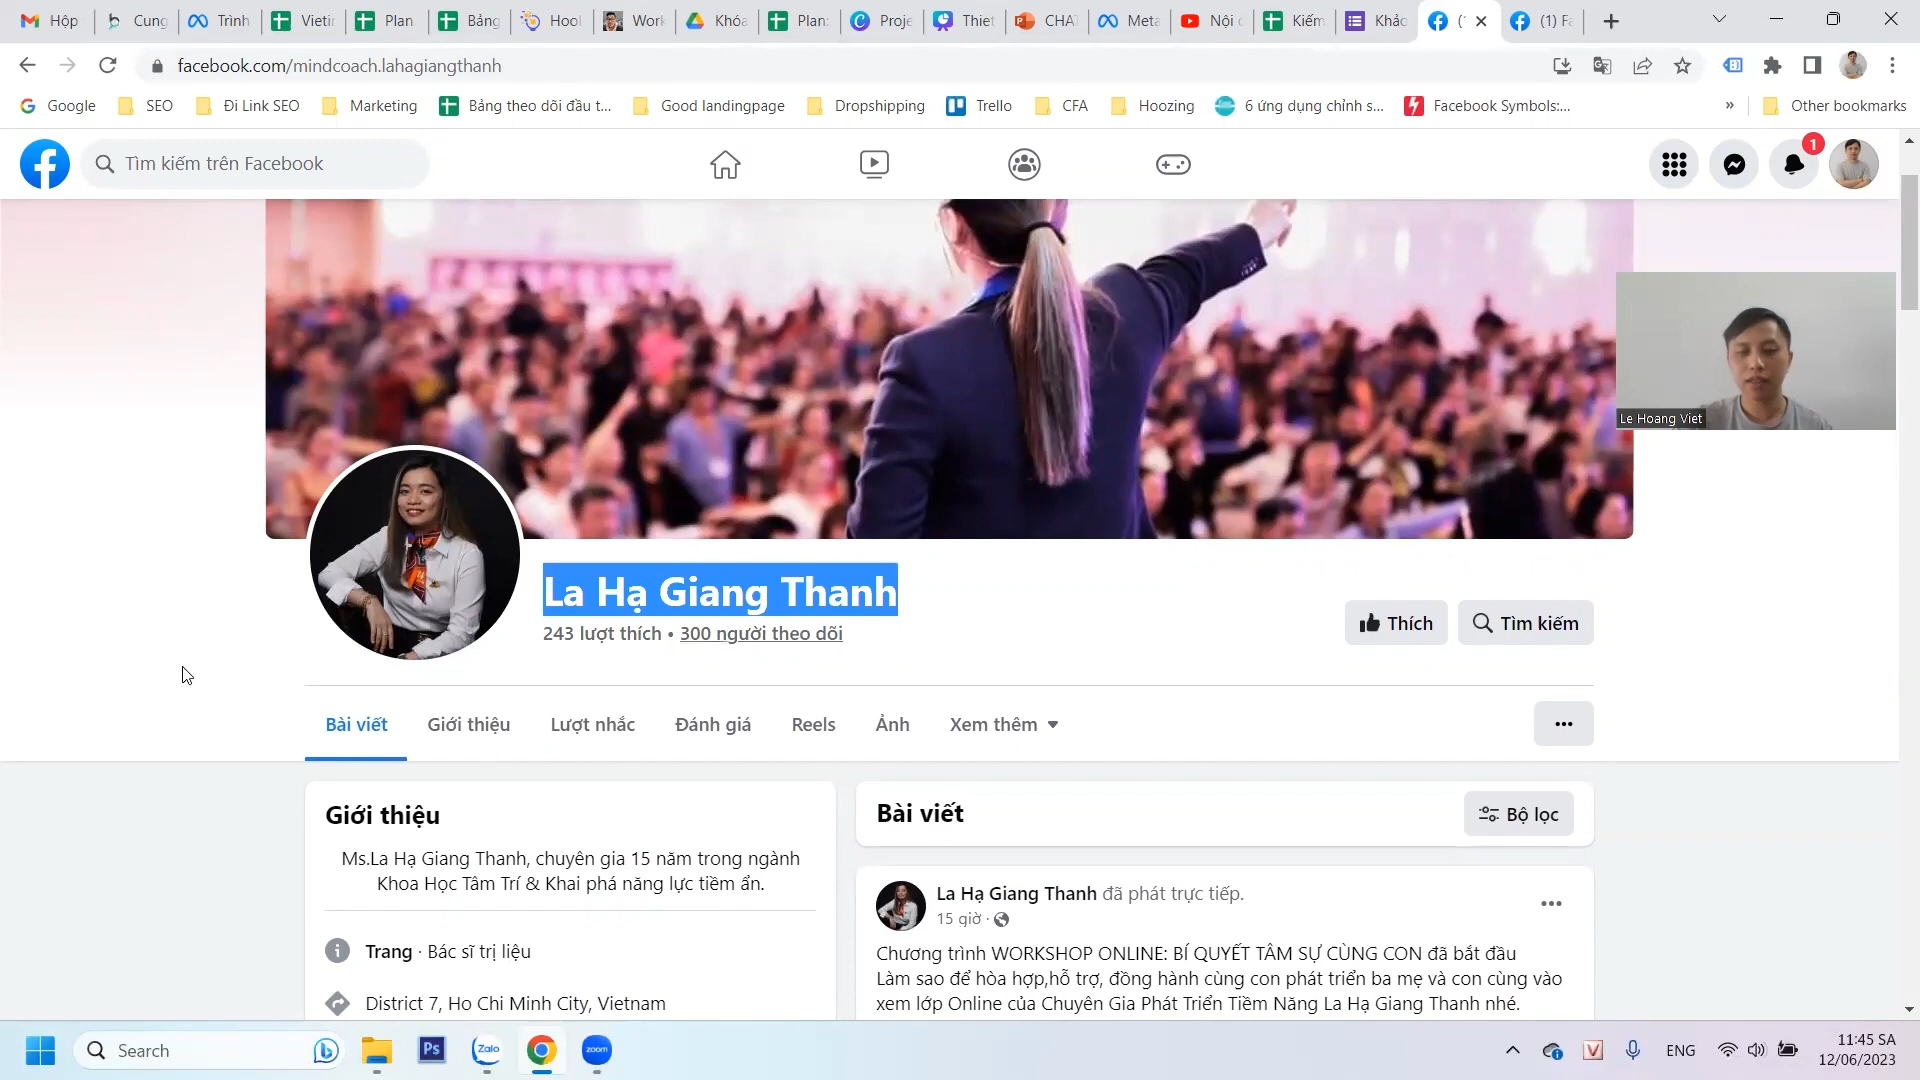 Hộp
Cung
Trình
Vietin
Plan
Bảng
Hool
Work
Khóa
Plan:
Proje
Thiet
CHAT
Meta
Nội
Kiếm
Khảo
(1) Fa
facebook.com/mindcoach.lahagiangthanh
Google
SEO
Đi Link SEO
Marketing
Bảng theo dõi đầu t...
Good landingpage
Dropshipping
Trello
CFA
Hoozing
6 ứng dụng chỉnh s...
Facebook Symbols:...
»
Other bookmarks
Tìm kiếm trên Facebook
1
Le Hoang Viet
La Hạ Giang Thanh
243 lượt thích • 300 người theo dõi
Thích
Tìm kiếm
Bài viết
Giới thiệu
Lượt nhắc
Đánh giá
Reels
Ảnh
Xem thêm
Giới thiệu
Ms.La Hạ Giang Thanh, chuyên gia 15 năm trong ngành
Khoa Học Tâm Trí & Khai phá năng lực tiềm ẩn.
Trang · Bác sĩ trị liệu
District 7, Ho Chi Minh City, Vietnam
Bài viết
Bộ lọc
La Hạ Giang Thanh đã phát trực tiếp.
15 giờ ·
Chương trình WORKSHOP ONLINE: BÍ QUYẾT TÂM SỰ CÙNG CON đã bắt đầu
Làm sao để hòa hợp,hỗ trợ, đồng hành cùng con phát triển ba mẹ và con cùng vào
xem lớp Online của Chuyên Gia Phát Triển Tiềm Năng La Hạ Giang Thanh nhé.
Search
Ps
Zalo
zoom
V
ENG
11:45 SA
12/06/2023